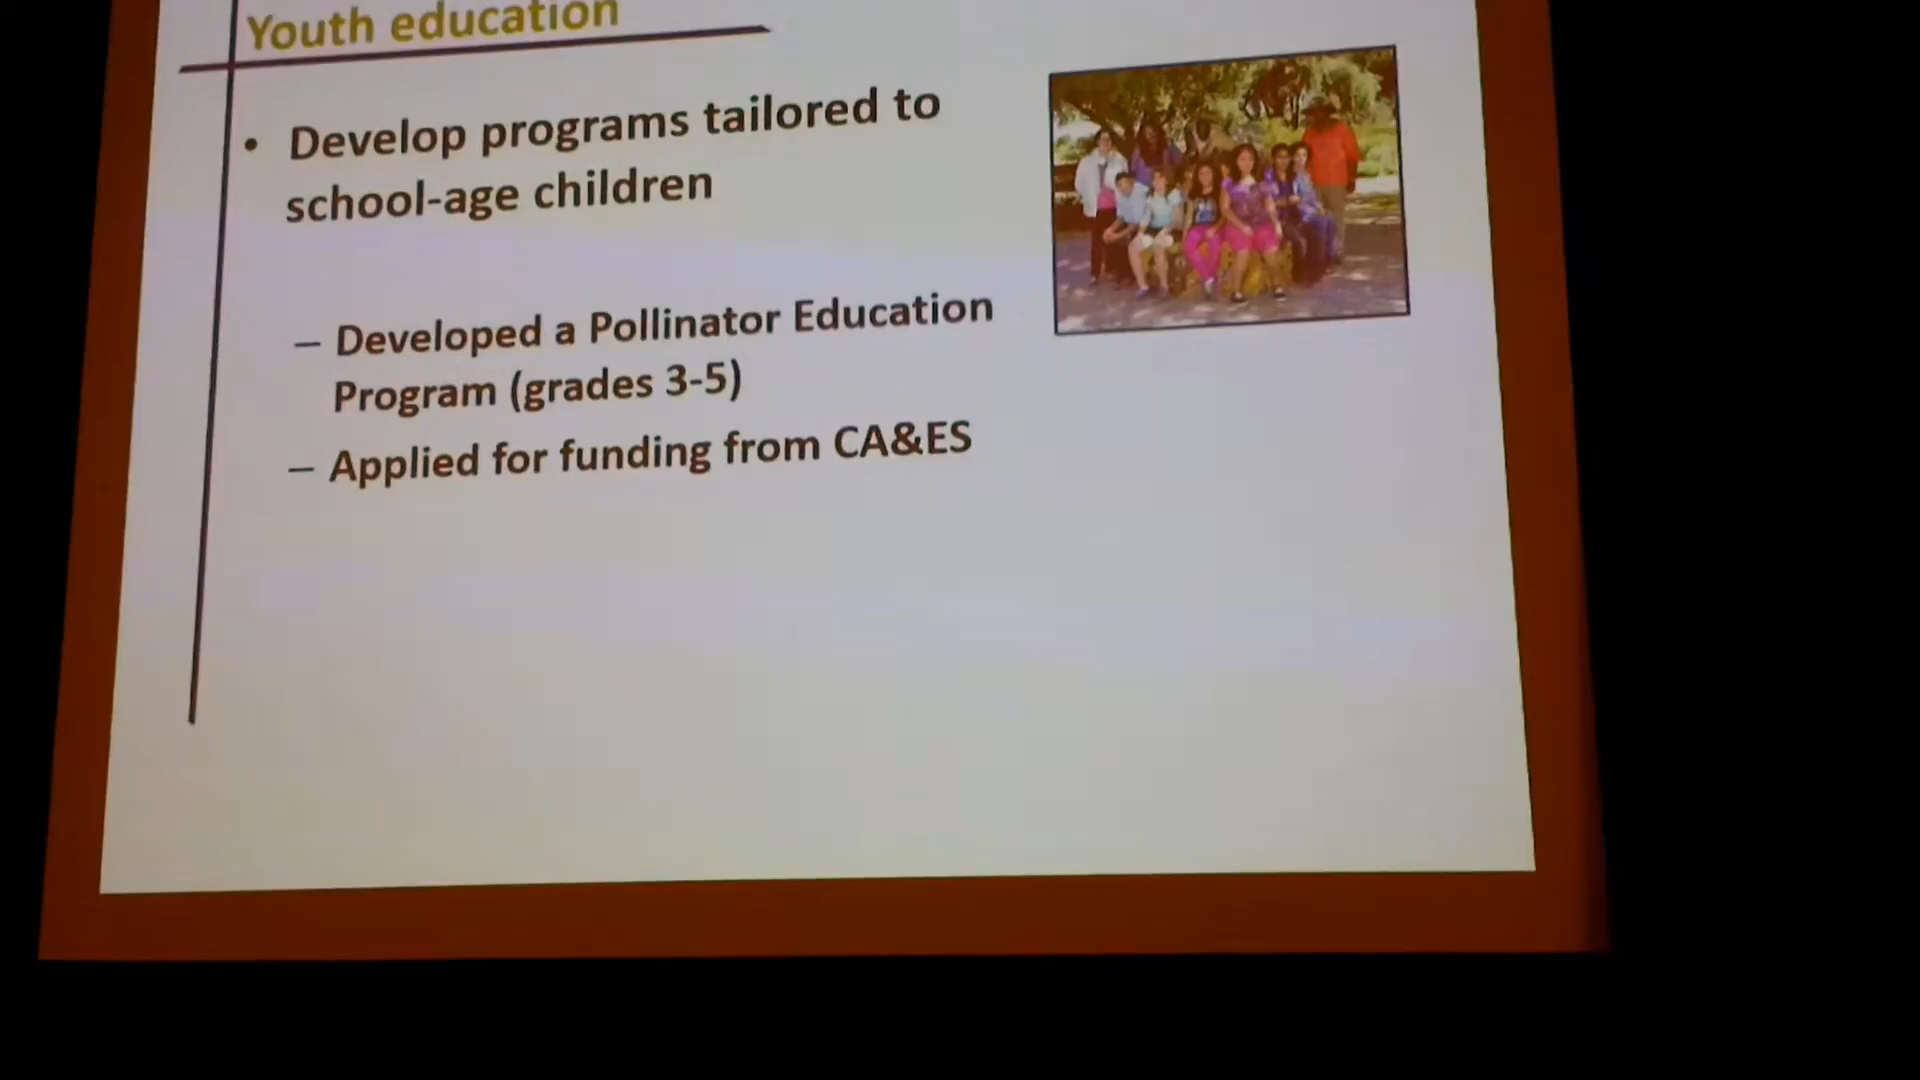 Youth education
• Develop programs tailored to
school-age children
– Developed a Pollinator Education
Program (grades 3-5)
– Applied for funding from CA&ES